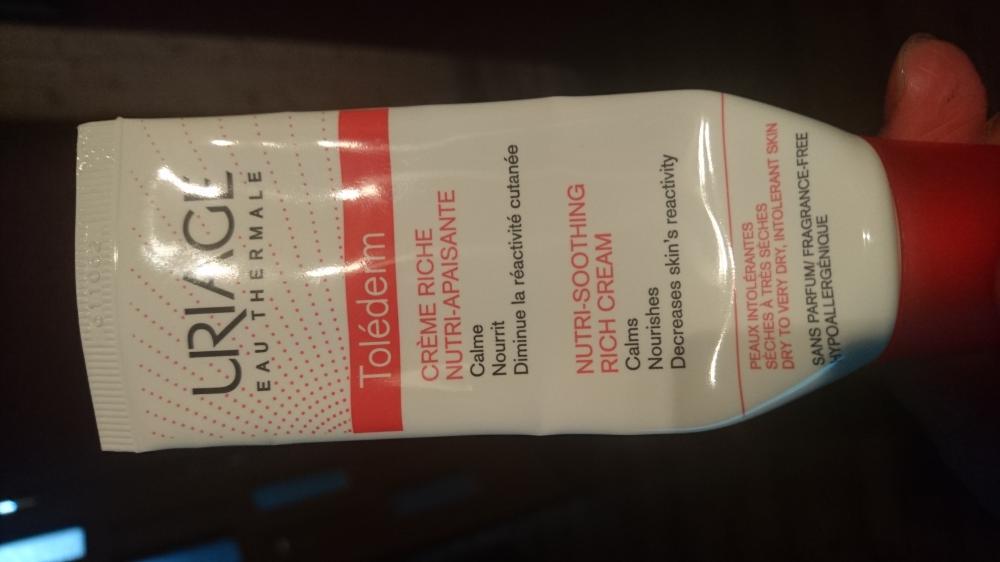 URIAGE
EAU THERMALE
Toléderm
CRÈME RICHE
NUTRI-APAISANTE
Calme
Nourrit
Diminue la réactivité cutanée
NUTRI-SOOTHING
RICH CREAM
Calms
Nourishes
Decreases skin's reactivity
PEAUX INTOLÉRANTES
SÈCHES À TRÈS SÈCHES
DRY TO VERY DRY, INTOLERANT SKIN
SANS PARFUM/ FRAGRANCE-FREE
HYPOALLERGÉNIQUE